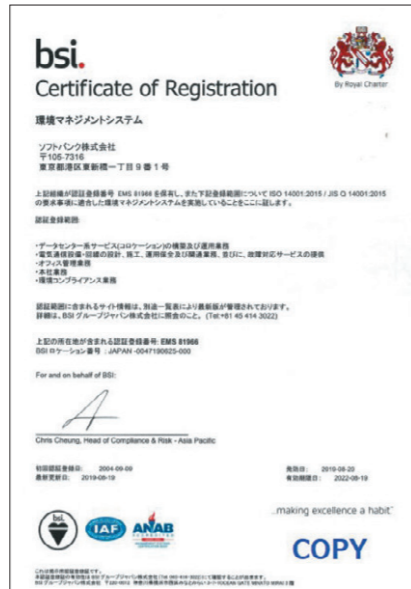 bsi.
By Royal Charter
Certificate of Registration
環境マネジメントシステム
ソフトバンク株式会社
〒105-7316
東京都港区東新橋一丁目9番1号
上記組織が認証登録番号 EMS 81966 を保有し、また下記登録範囲について ISO 14001:2015 / JIS Q 14001:2015
の要求事項に適合した環境マネジメントシステムを実施していることをここに証します。
認証登録範囲:
・データセンター系サービス(コロケーション)の構築及び運用業務
・電気通信設備・回線の設計、施工、運用保全及び関連業務、並びに、故障対応サービスの提供
・オフィス管理業務
・本社業務
・環境コンプライアンス業務
認証範囲に含まれるサイト情報は、別途一覧表により最新版が管理されております。
詳細は、BSI グループジャパン株式会社に照会のこと。(Tel:+81 45 414 3022)
上記の所在地が含まれる認証登録番号: EMS 81966
BSI ロケーション番号 : JAPAN -0047190625-000
For and on behalf of BSI:
Chris Cheung, Head of Compliance & Risk - Asia Pacific
初回認証登録日: 2004-09-09
発効日: 2019-08-20
最新更新日: 2019-08-19
有効期限日: 2022-08-19
bsi.
IAF
ANAB
ACCREDITED
...making excellence a habit™
COPY